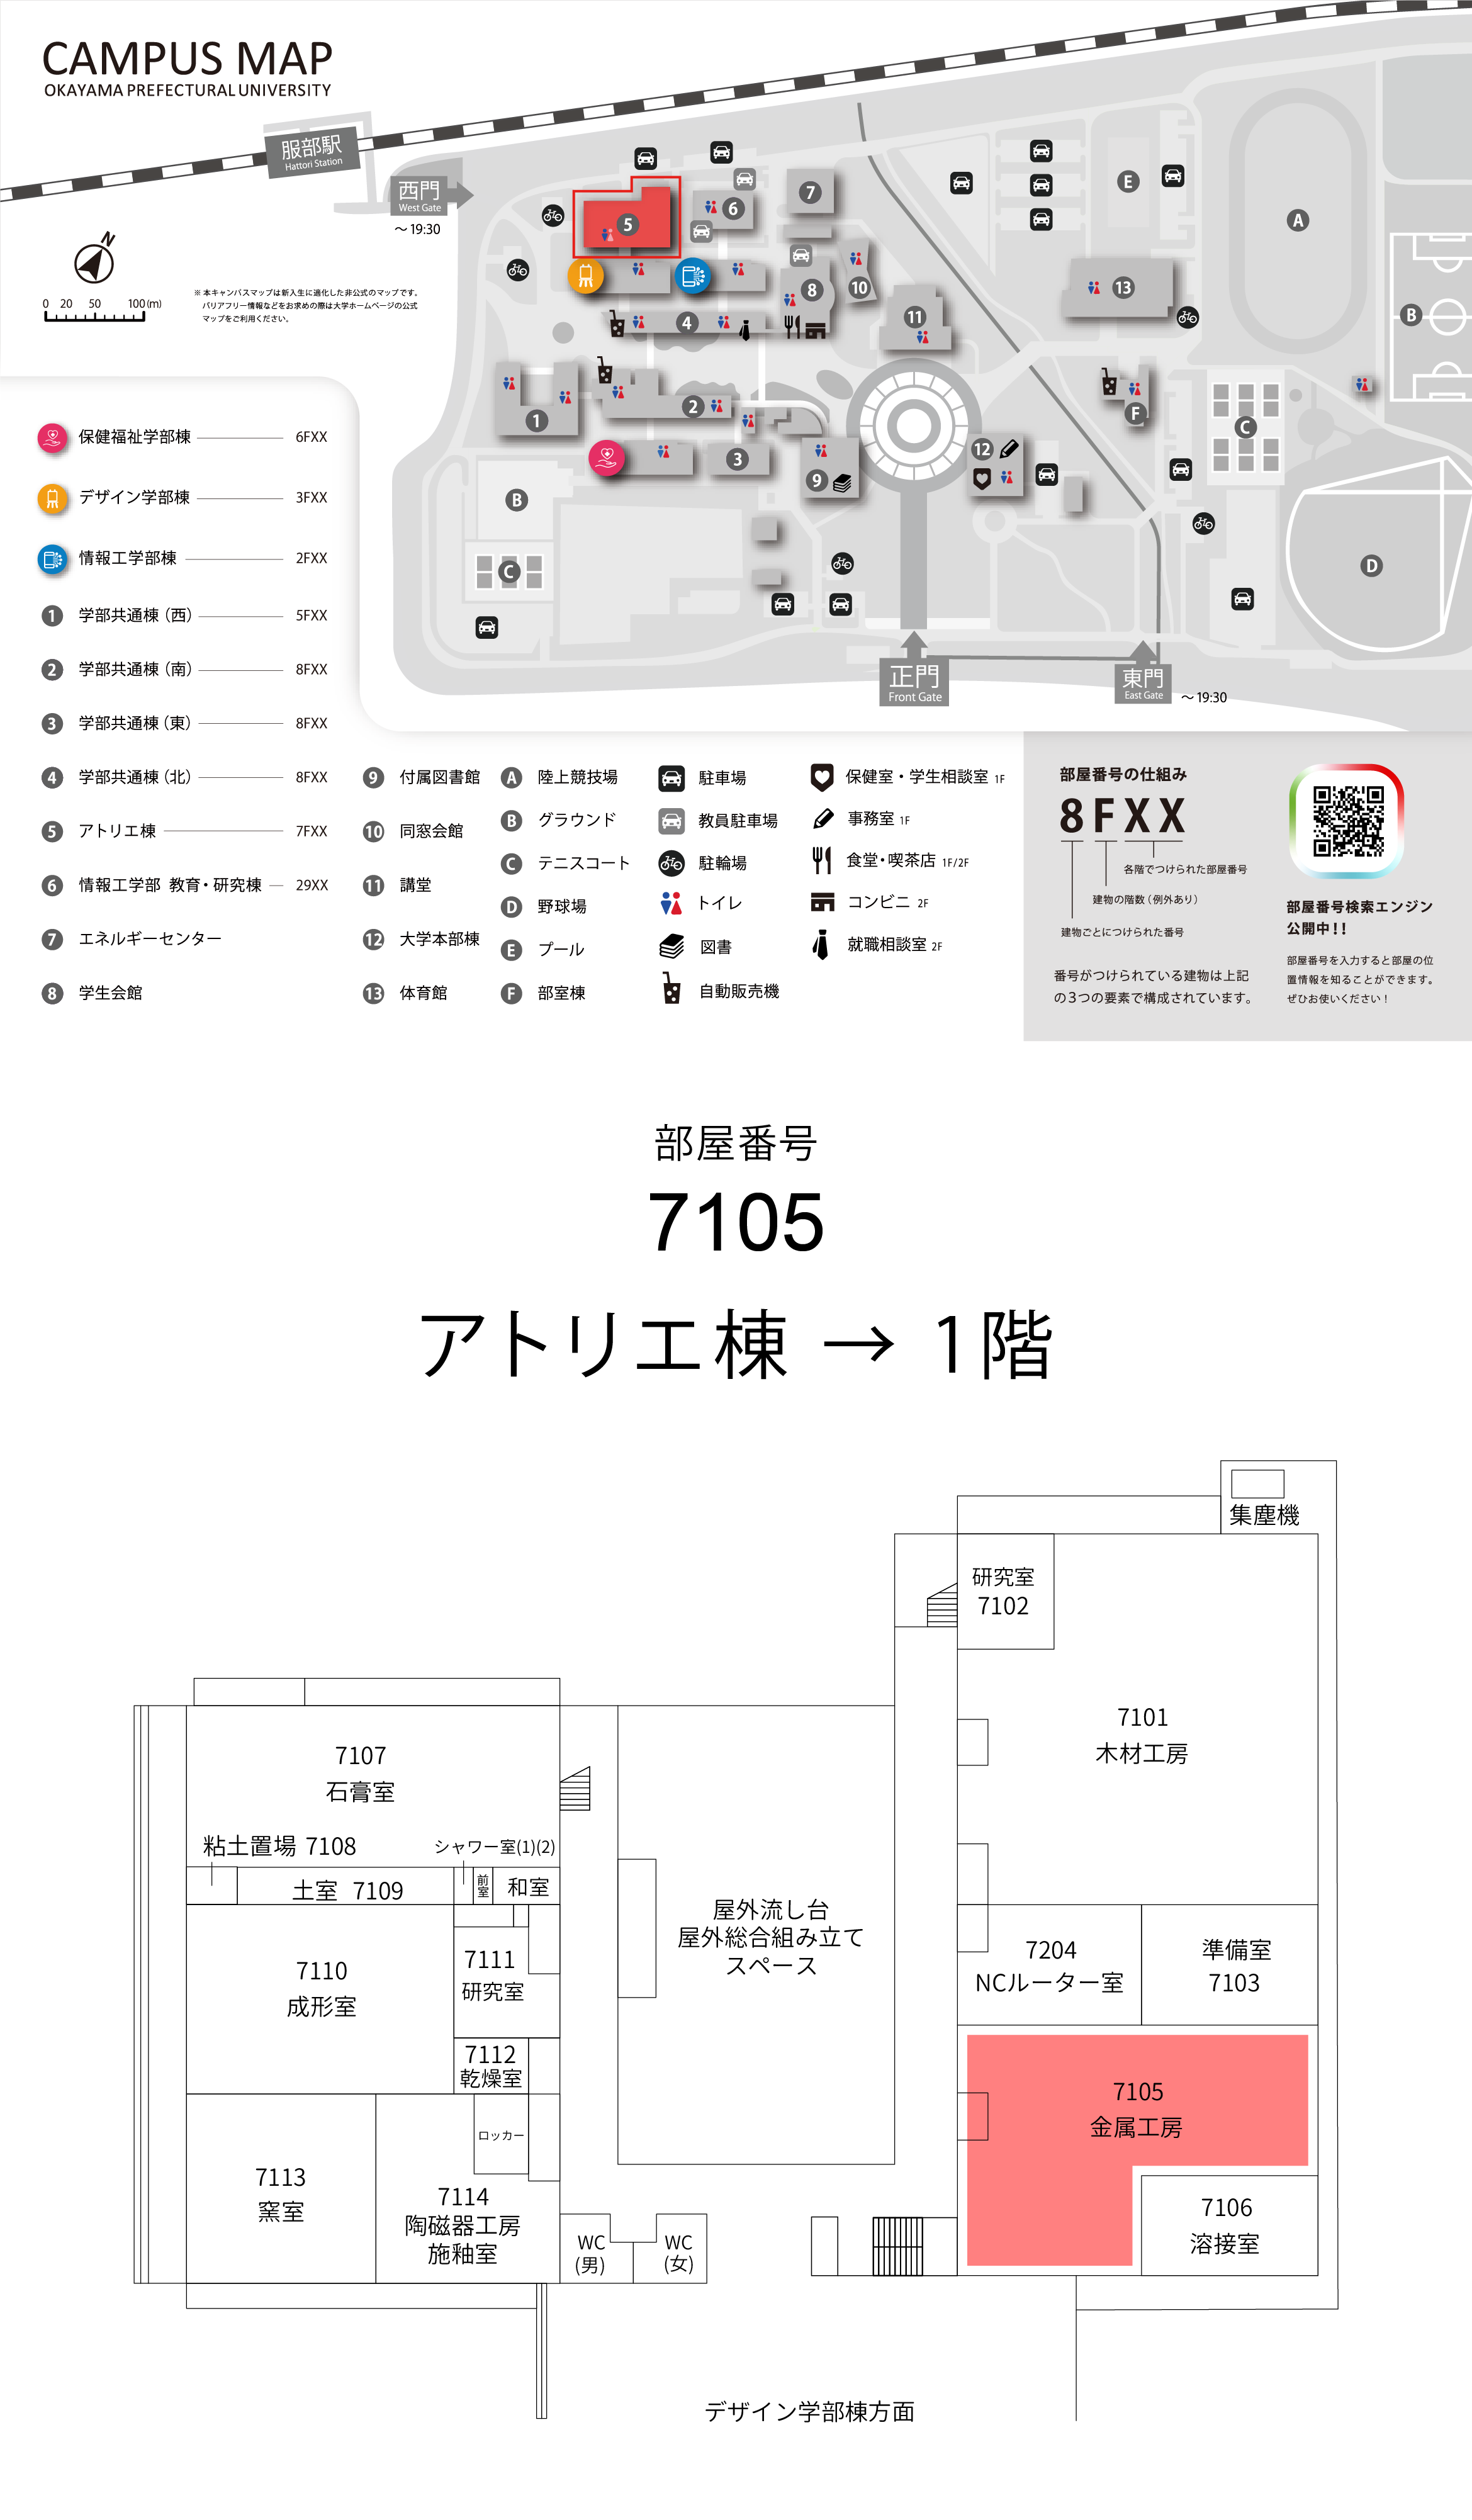 CAMPUS MAP
OKAYAMA PREFECTURAL UNIVERSITY
服部駅
Hattori Station
西門
West Gate
～19:30
N
0 20 50 100(m)
※ 本キャンパスマップは新入生に適化した非公式のマップです。
バリアフリー情報などをお求めの際は大学ホームページの公式
マップをご利用ください。
5
6
7
8
10
11
4
1
2
3
9
12
13
A
B
C
D
E
F
B
C
正門
Front Gate
東門
East Gate
～19:30
保健福祉学部棟 6FXX
デザイン学部棟 3FXX
情報工学部棟 2FXX
1 学部共通棟（西） 5FXX
2 学部共通棟（南） 8FXX
3 学部共通棟（東） 8FXX
4 学部共通棟（北） 8FXX
5 アトリエ棟 7FXX
6 情報工学部 教育・研究棟 29XX
7 エネルギーセンター
8 学生会館
9 付属図書館
10 同窓会館
11 講堂
12 大学本部棟
13 体育館
A 陸上競技場
B グラウンド
C テニスコート
D 野球場
E プール
F 部室棟
駐車場
教員駐車場
駐輪場
トイレ
図書
自動販売機
保健室・学生相談室 1F
事務室 1F
食堂・喫茶店 1F/2F
コンビニ 2F
就職相談室 2F
部屋番号の仕組み
8FXX
各階でつけられた部屋番号
建物の階数（例外あり）
建物ごとにつけられた番号
番号がつけられている建物は上記
の３つの要素で構成されています。
部屋番号検索エンジン
公開中！！
部屋番号を入力すると部屋の位
置情報を知ることができます。
ぜひお使いください！
部屋番号
7105
アトリエ棟 → 1階
集塵機
研究室
7102
7101
木材工房
7107
石膏室
粘土置場 7108
シャワー室(1)(2)
土室 7109
前室
和室
7110
成形室
7111
研究室
7112
乾燥室
屋外流し台
屋外総合組み立て
スペース
7204
NCルーター室
準備室
7103
7105
金属工房
7106
溶接室
ロッカー
7113
窯室
7114
陶磁器工房
施釉室
WC
(男)
WC
(女)
デザイン学部棟方面